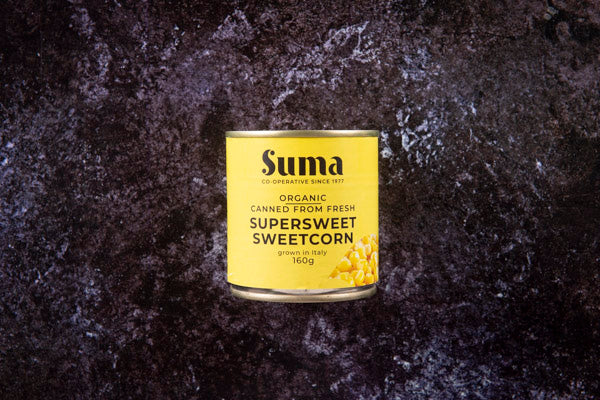 Suma
CO-OPERATIVE SINCE 1977
ORGANIC
CANNED FROM FRESH
SUPERSWEET
SWEETCORN
grown in Italy
160g